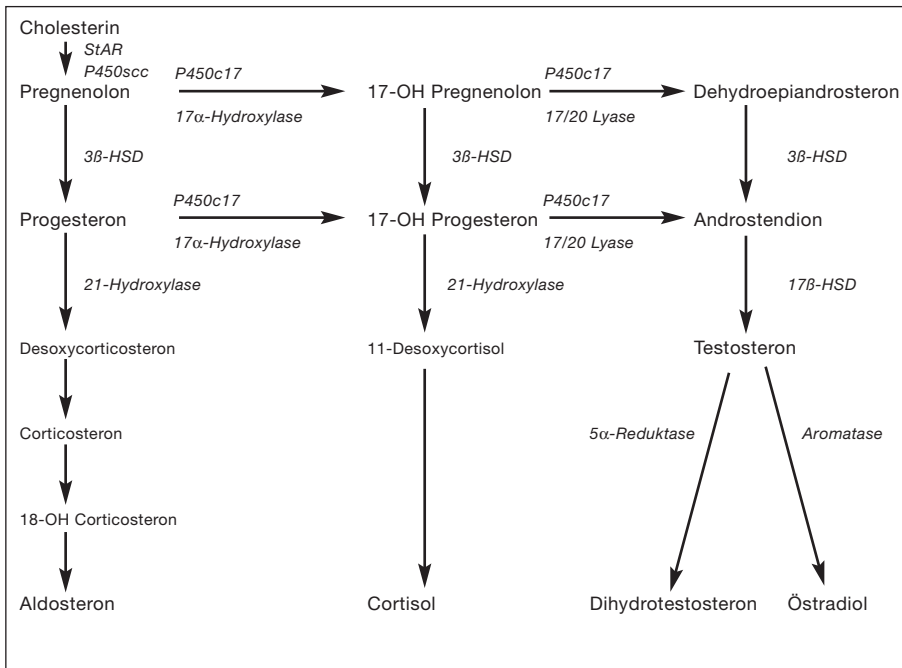 Cholesterin
StAR
P450scc
P450c17
P450c17
Pregnenolon
17-OH Pregnenolon
Dehydroepiandrosteron
17α-Hydroxylase
17/20 Lyase
3ß-HSD
3ß-HSD
3ß-HSD
P450c17
P450c17
Progesteron
17-OH Progesteron
Androstendion
17α-Hydroxylase
17/20 Lyase
21-Hydroxylase
21-Hydroxylase
17ß-HSD
Desoxycorticosteron
11-Desoxycortisol
Testosteron
Corticosteron
5α-Reduktase
Aromatase
18-OH Corticosteron
Aldosteron
Cortisol
Dihydrotestosteron
Östradiol